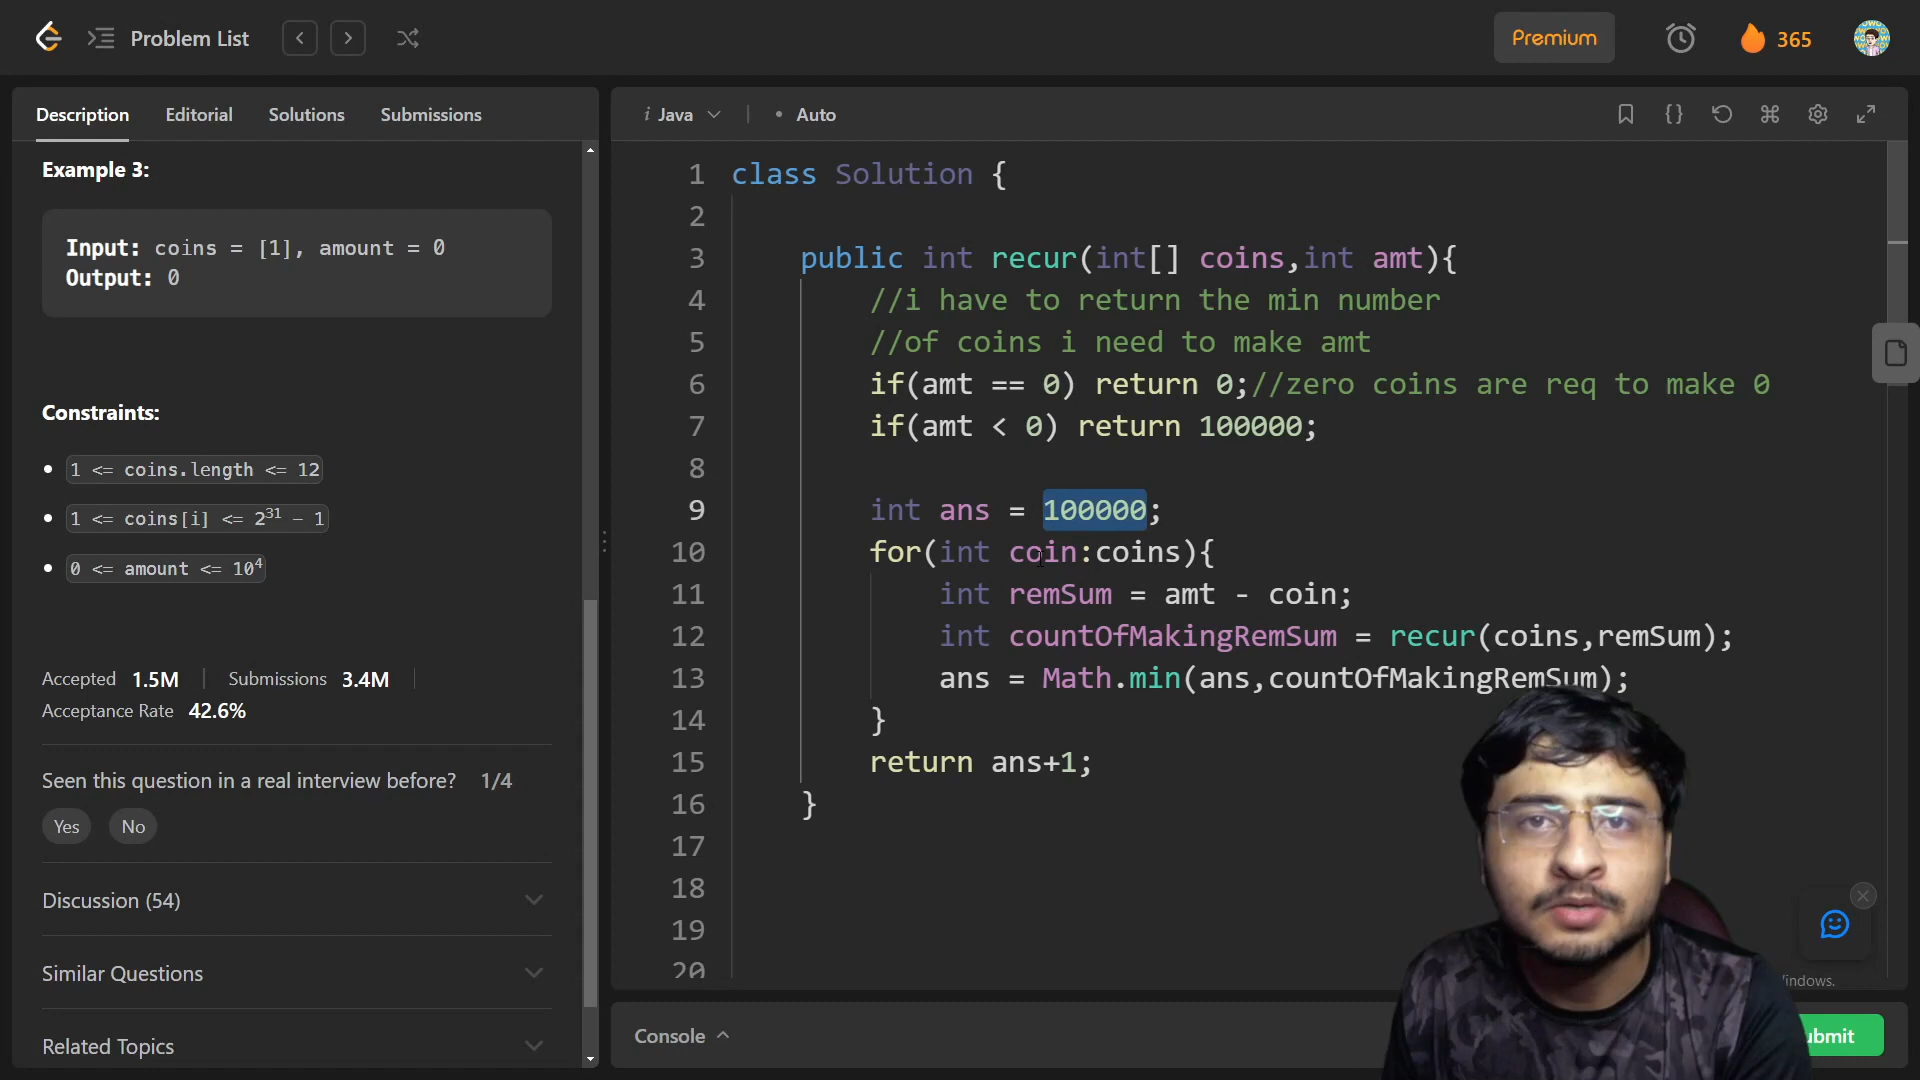 Problem List
Premium
365
Description Editorial Solutions Submissions
Example 3:
Input: coins = [1], amount = 0
Output: 0
Constraints:
1 <= coins.length <= 12
1 <= coins[i] <= 2³¹ − 1
0 <= amount <= 10⁴
Accepted 1.5M Submissions 3.4M
Acceptance Rate 42.6%
Seen this question in a real interview before? 1/4
Yes No
Discussion (54)
Similar Questions
Related Topics
i Java • Auto
1 class Solution {
2
3 public int recur(int[] coins,int amt){
4 //i have to return the min number
5 //of coins i need to make amt
6 if(amt == 0) return 0;//zero coins are req to make 0
7 if(amt < 0) return 100000;
8
9 int ans = 100000;
10 for(int coin:coins){
11 int remSum = amt - coin;
12 int countOfMakingRemSum = recur(coins,remSum);
13 ans = Math.min(ans,countOfMakingRemSum);
14 }
15 return ans+1;
16 }
17
18
19
20
indows.
Console
ubmit